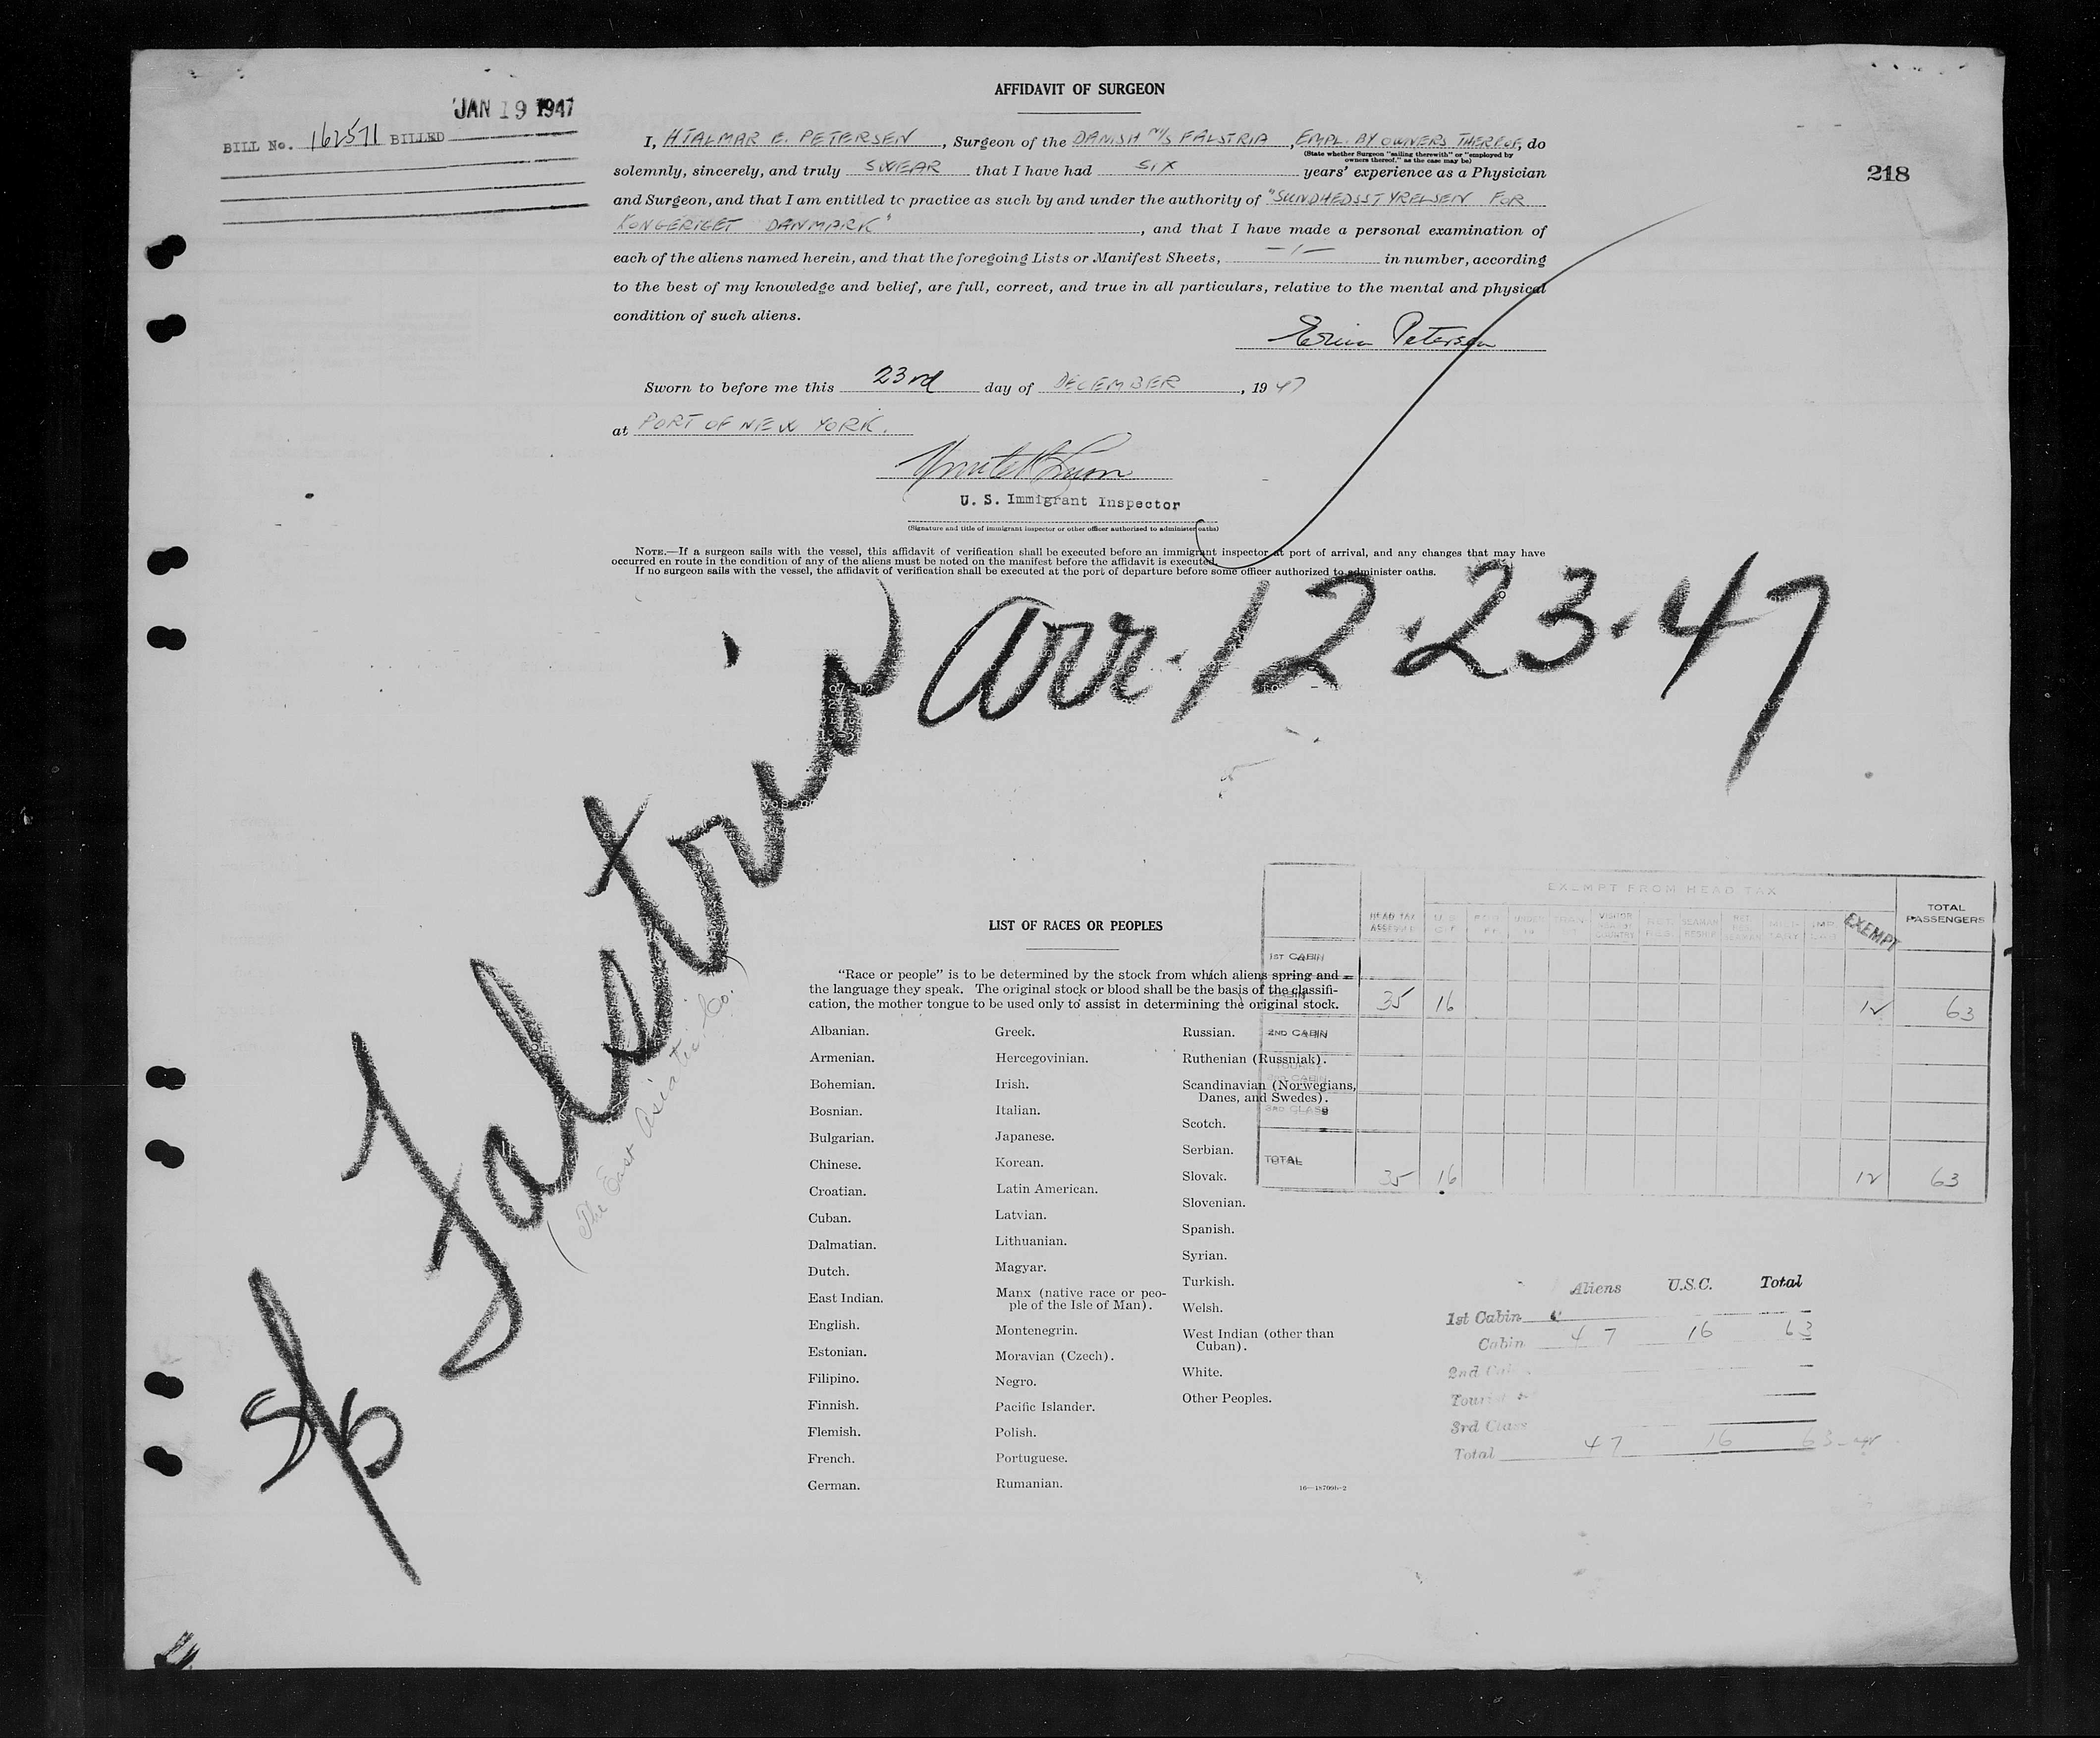 JAN 19 1947
BILL No. 162571 BILLED
218
AFFIDAVIT OF SURGEON
I, HJALMAR E. PETERSEN, Surgeon of the DANISH M/S FALSTRIA, EMPL. BY OWNERS THEREOF, do
(State whether Surgeon "sailing therewith" or "employed by
owners thereof," as the case may be)
solemnly, sincerely, and truly SWEAR that I have had SIX years' experience as a Physician
and Surgeon, and that I am entitled to practice as such by and under the authority of "SUNDHEDSSTYRELSEN FOR
KONGERIGET DANMARK", and that I have made a personal examination of
each of the aliens named herein, and that the foregoing Lists or Manifest Sheets, —1— in number, according
to the best of my knowledge and belief, are full, correct, and true in all particulars, relative to the mental and physical
condition of such aliens.
Petersen
Sworn to before me this 23rd day of DECEMBER, 1947
at PORT OF NEW YORK.
U. S. Immigrant Inspector
(Signature and title of immigrant inspector or other officer authorized to administer oaths)
NOTE.—If a surgeon sails with the vessel, this affidavit of verification shall be executed before an immigrant inspector at port of arrival, and any changes that may have
occurred en route in the condition of any of the aliens must be noted on the manifest before the affidavit is executed.
If no surgeon sails with the vessel, the affidavit of verification shall be executed at the port of departure before some officer authorized to administer oaths.
Falstria arr. 12.23.47
(The East Asiatic Co.)
LIST OF RACES OR PEOPLES
"Race or people" is to be determined by the stock from which aliens spring and
the language they speak. The original stock or blood shall be the basis of the classifi-
cation, the mother tongue to be used only to assist in determining the original stock.
Albanian.
Armenian.
Bohemian.
Bosnian.
Bulgarian.
Chinese.
Croatian.
Cuban.
Dalmatian.
Dutch.
East Indian.
English.
Estonian.
Filipino.
Finnish.
Flemish.
French.
German.
Greek.
Hercegovinian.
Irish.
Italian.
Japanese.
Korean.
Latin American.
Latvian.
Lithuanian.
Magyar.
Manx (native race or peo-
ple of the Isle of Man).
Montenegrin.
Moravian (Czech).
Negro.
Pacific Islander.
Polish.
Portuguese.
Rumanian.
Russian.
Ruthenian (Russniak).
Scandinavian (Norwegians,
Danes, and Swedes).
Scotch.
Serbian.
Slovak.
Slovenian.
Spanish.
Syrian.
Turkish.
Welsh.
West Indian (other than
Cuban).
White.
Other Peoples.
EXEMPT FROM HEAD TAX
HEAD TAX EXEMPT TOTAL
PASSENGERS
1ST CABIN
35 16 12 63
2ND CABIN
3RD CLASS
TOTAL 35 16 12 63
Aliens U.S.C. Total
1st Cabin
Cabin 47 16 63
2nd
3rd Class
Total 47 16 63